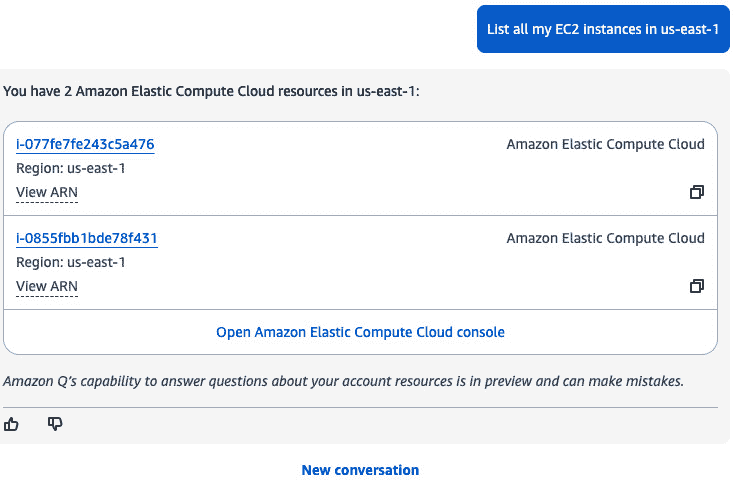 List all my EC2 instances in us-east-1
You have 2 Amazon Elastic Compute Cloud resources in us-east-1:
i-077fe7fe243c5a476
Amazon Elastic Compute Cloud
Region: us-east-1
View ARN
i-0855fbb1bde78f431
Amazon Elastic Compute Cloud
Region: us-east-1
View ARN
Open Amazon Elastic Compute Cloud console
Amazon Q's capability to answer questions about your account resources is in preview and can make mistakes.
New conversation